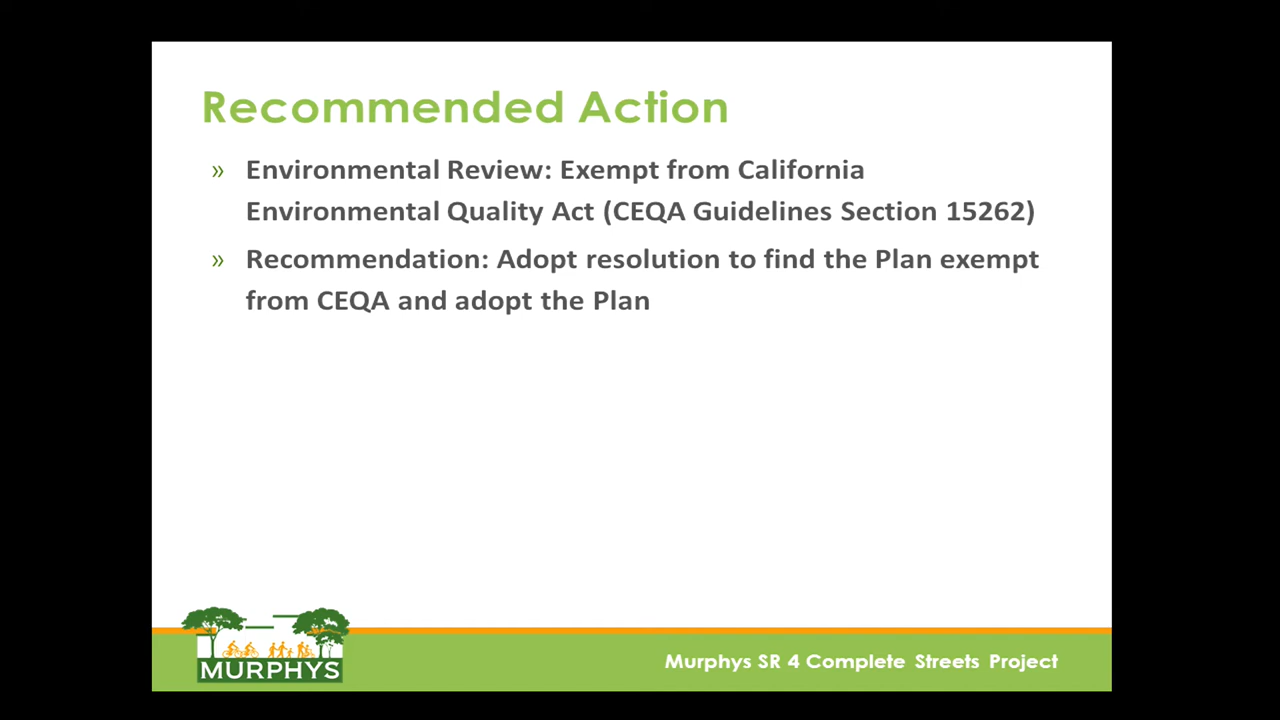 Recommended Action
» Environmental Review: Exempt from California
Environmental Quality Act (CEQA Guidelines Section 15262)
» Recommendation: Adopt resolution to find the Plan exempt
from CEQA and adopt the Plan
MURPHYS
Murphys SR 4 Complete Streets Project